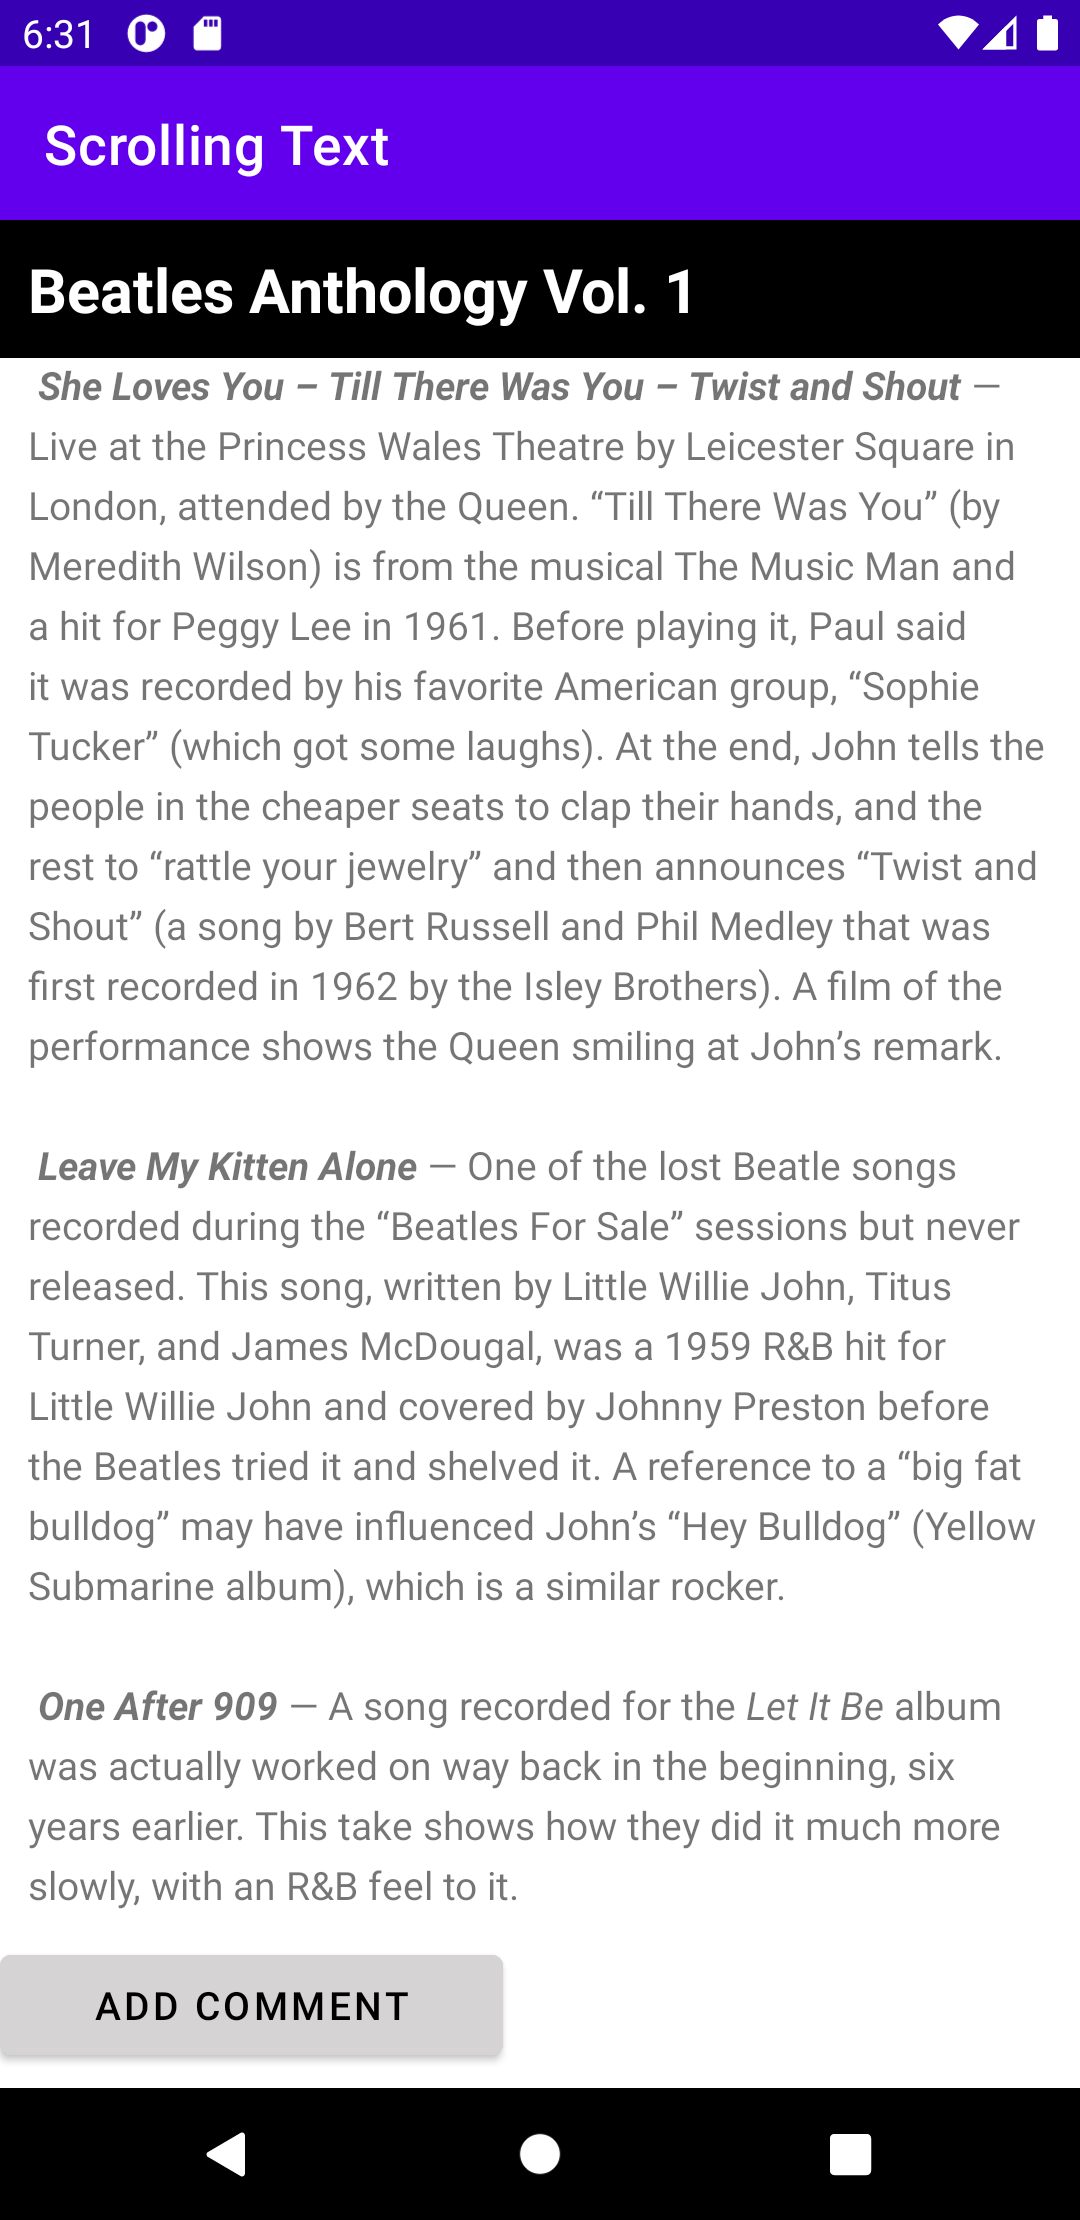 6:31
Scrolling Text
Beatles Anthology Vol. 1
She Loves You – Till There Was You – Twist and Shout —
Live at the Princess Wales Theatre by Leicester Square in
London, attended by the Queen. “Till There Was You” (by
Meredith Wilson) is from the musical The Music Man and
a hit for Peggy Lee in 1961. Before playing it, Paul said
it was recorded by his favorite American group, “Sophie
Tucker” (which got some laughs). At the end, John tells the
people in the cheaper seats to clap their hands, and the
rest to “rattle your jewelry” and then announces “Twist and
Shout” (a song by Bert Russell and Phil Medley that was
first recorded in 1962 by the Isley Brothers). A film of the
performance shows the Queen smiling at John’s remark.
Leave My Kitten Alone — One of the lost Beatle songs
recorded during the “Beatles For Sale” sessions but never
released. This song, written by Little Willie John, Titus
Turner, and James McDougal, was a 1959 R&B hit for
Little Willie John and covered by Johnny Preston before
the Beatles tried it and shelved it. A reference to a “big fat
bulldog” may have influenced John’s “Hey Bulldog” (Yellow
Submarine album), which is a similar rocker.
One After 909 — A song recorded for the Let It Be album
was actually worked on way back in the beginning, six
years earlier. This take shows how they did it much more
slowly, with an R&B feel to it.
ADD COMMENT